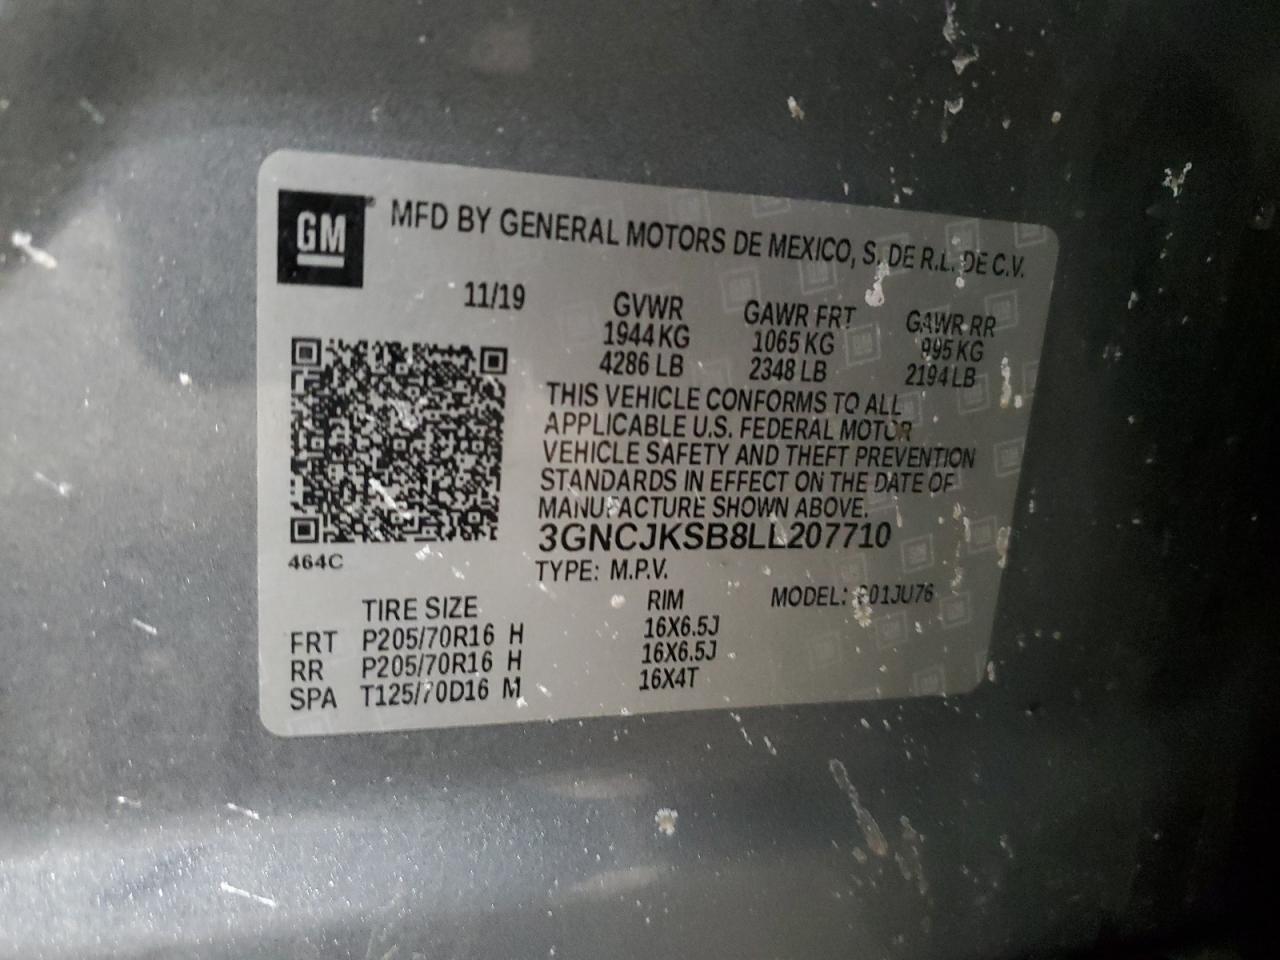 GM
MFD BY GENERAL MOTORS DE MEXICO, S. DE R.L. DE C.V.
11/19 GVWR GAWR FRT GAWR RR
1944 KG 1065 KG 995 KG
4286 LB 2348 LB 2194 LB
THIS VEHICLE CONFORMS TO ALL
APPLICABLE U.S. FEDERAL MOTOR
VEHICLE SAFETY AND THEFT PREVENTION
STANDARDS IN EFFECT ON THE DATE OF
MANUFACTURE SHOWN ABOVE.
3GNCJKSB8LL207710
464C
TYPE: M.P.V. MODEL:
TIRE SIZE RIM
FRT P205/70R16 H 16X6.5J
RR P205/70R16 H 16X6.5J
SPA T125/70D16 M 16X4T